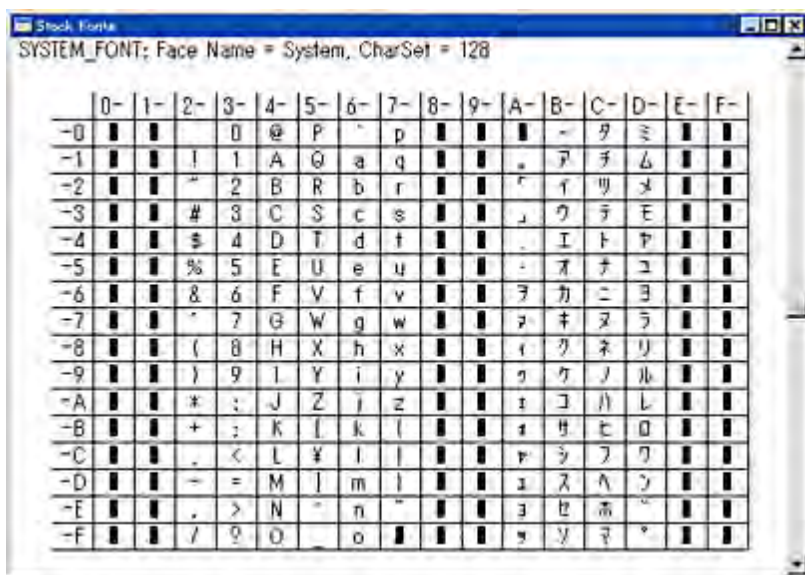 Stock Fonts
SYSTEM_FONT: Face Name = System, CharSet = 128
0- 1- 2- 3- 4- 5- 6- 7- 8- 9- A- B- C- D- E- F-
-0 0 @ P ` p ー タ ミ
-1 ! 1 A Q a q 。 ア チ ム
-2 " 2 B R b r 「 イ ツ メ
-3 # 3 C S c s 」 ウ テ モ
-4 $ 4 D T d t 、 エ ト ヤ
-5 % 5 E U e u ・ オ ナ ユ
-6 & 6 F V f v ヲ カ ニ ヨ
-7 ' 7 G W g w ァ キ ヌ ラ
-8 ( 8 H X h x ィ ク ネ リ
-9 ) 9 I Y i y ゥ ケ ノ ル
-A * : J Z j z ェ コ ハ レ
-B + ; K [ k { ォ サ ヒ ロ
-C , < L ¥ l | ャ シ フ ワ
-D - = M ] m } ュ ス ヘ ン
-E . > N ^ n ~ ョ セ ホ ゛
-F / ? O _ o ッ ソ マ ゜